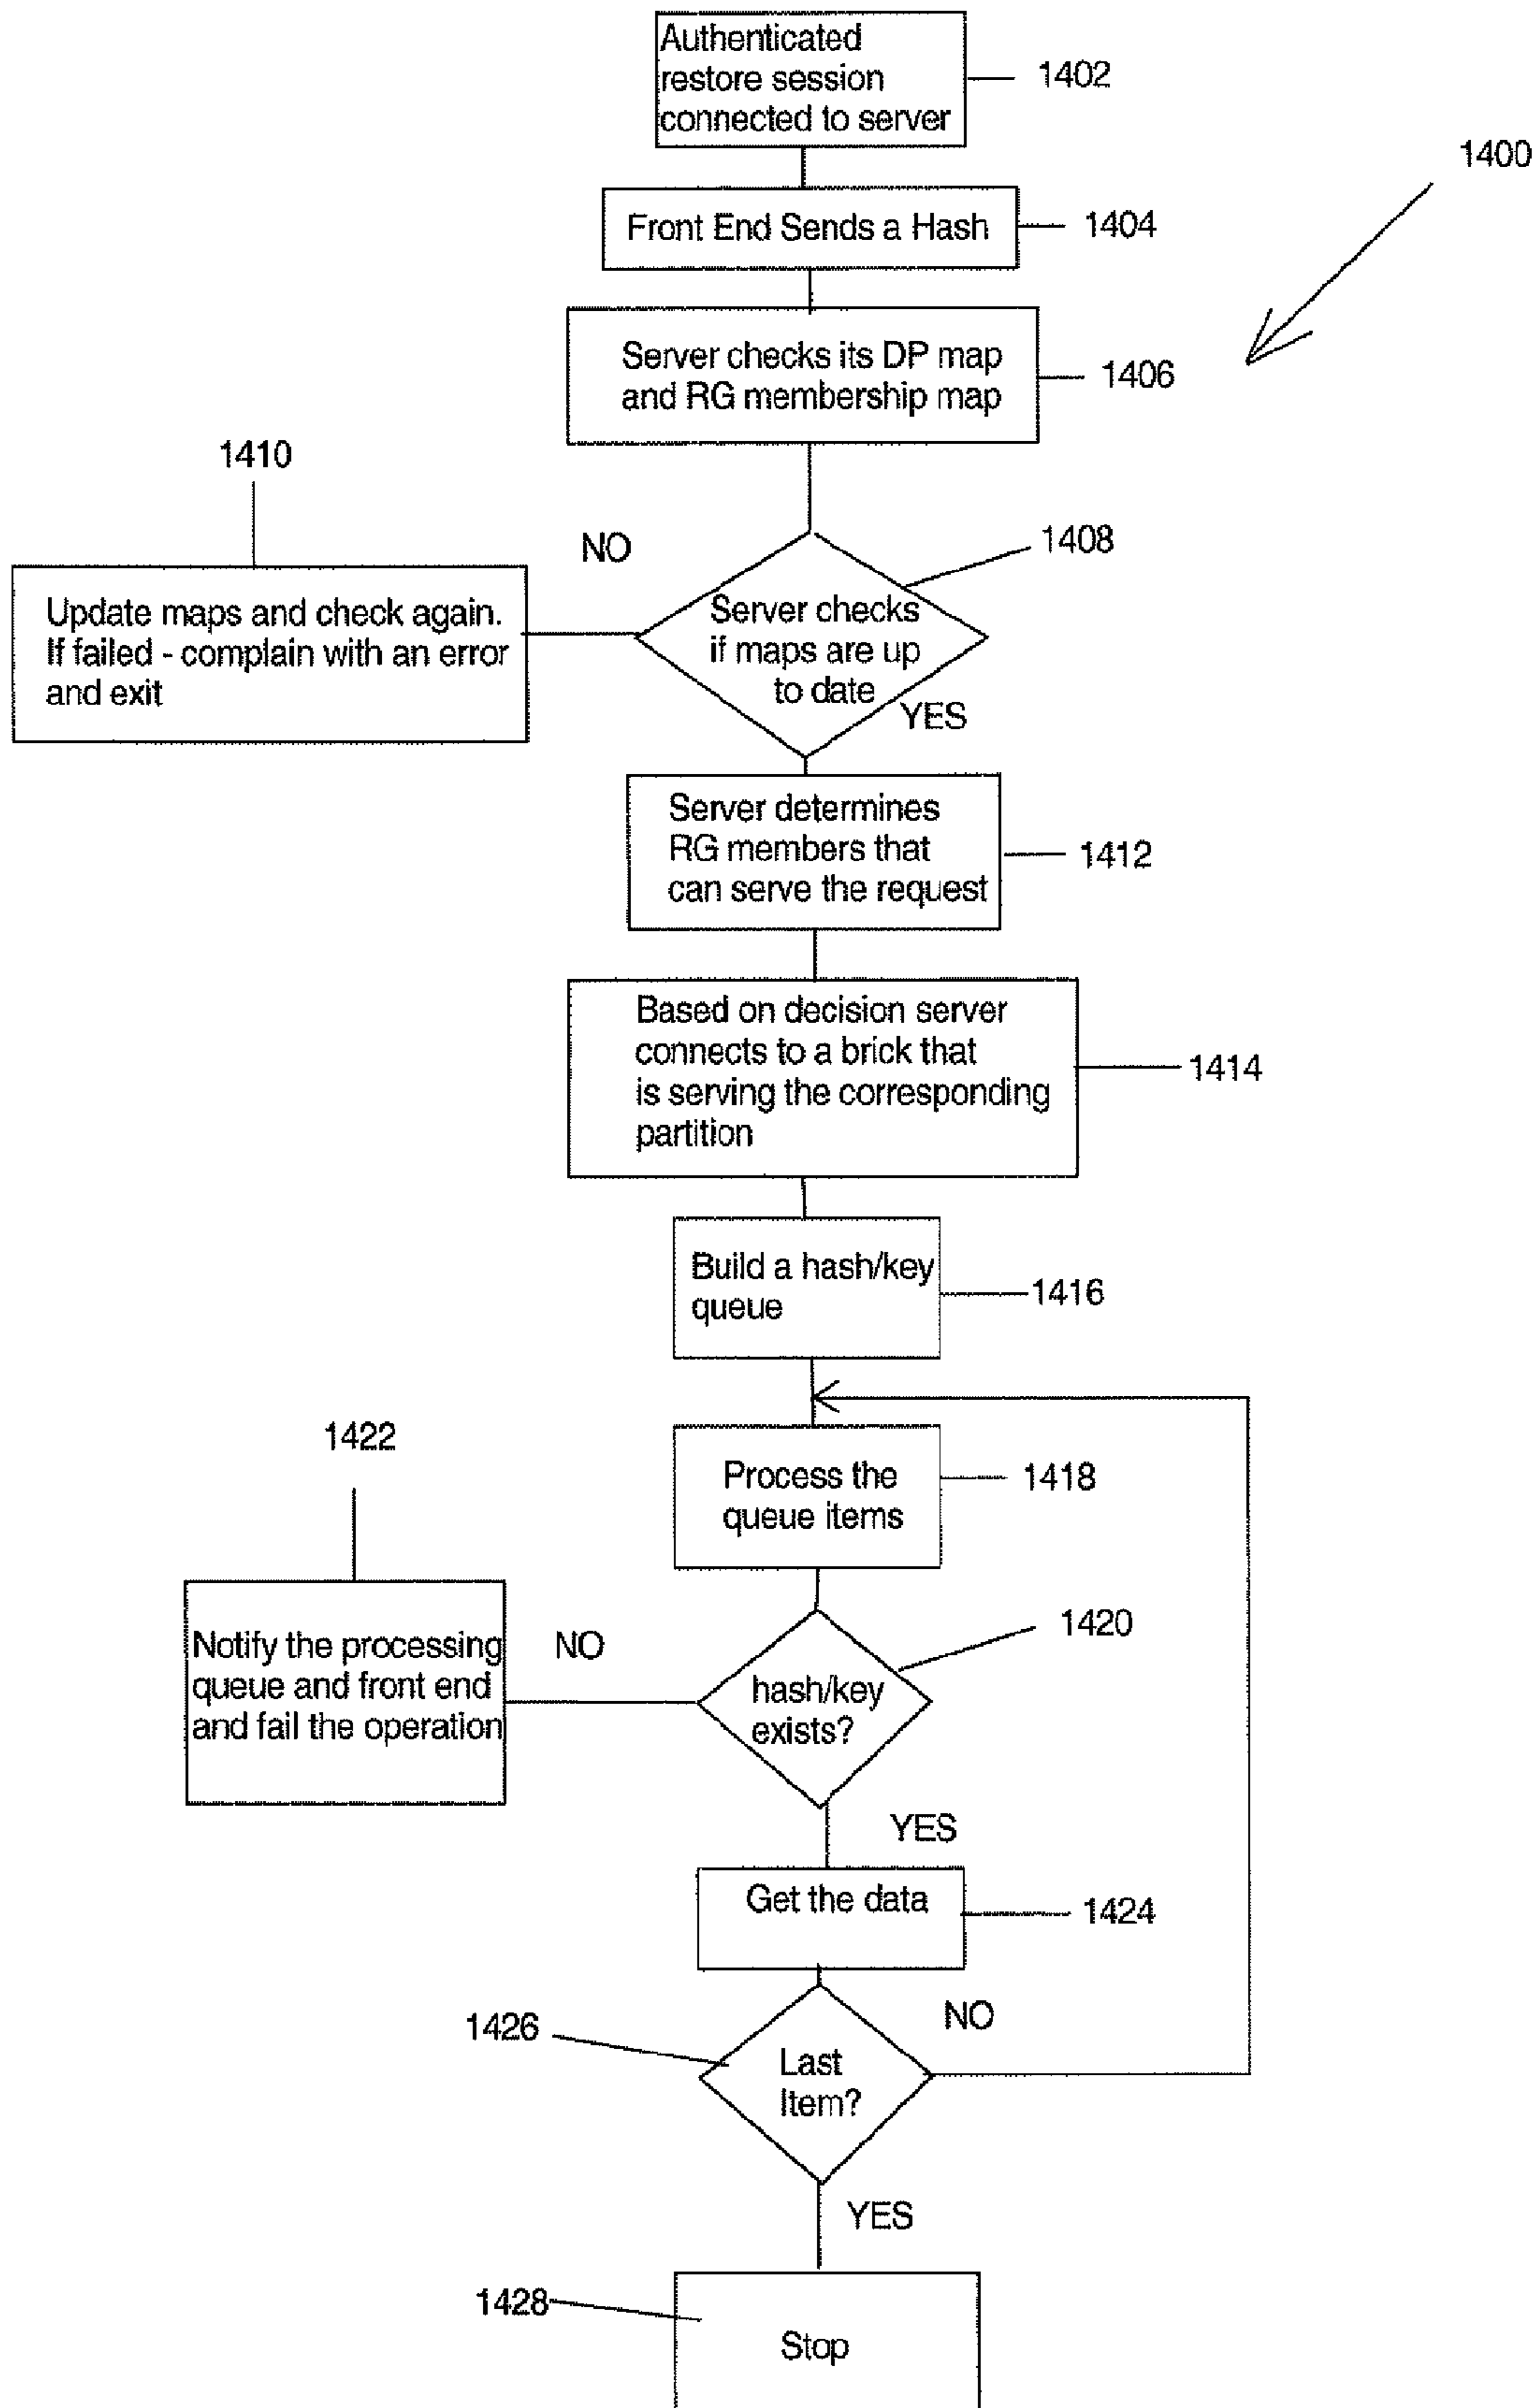 Authenticated
restore session
connected to server
1402
1400
Front End Sends a Hash
1404
Server checks its DP map
and RG membership map
1406
1410
NO
1408
Update maps and check again.
If failed - complain with an error
and exit
Server checks
if maps are up
to date
YES
Server determines
RG members that
can serve the request
1412
Based on decision server
connects to a brick that
is serving the corresponding
partition
1414
Build a hash/key
queue
1416
1422
Process the
queue items
1418
Notify the processing
queue and front end
and fail the operation
NO
1420
hash/key
exists?
YES
Get the data
1424
1426
NO
Last
Item?
YES
1428
Stop